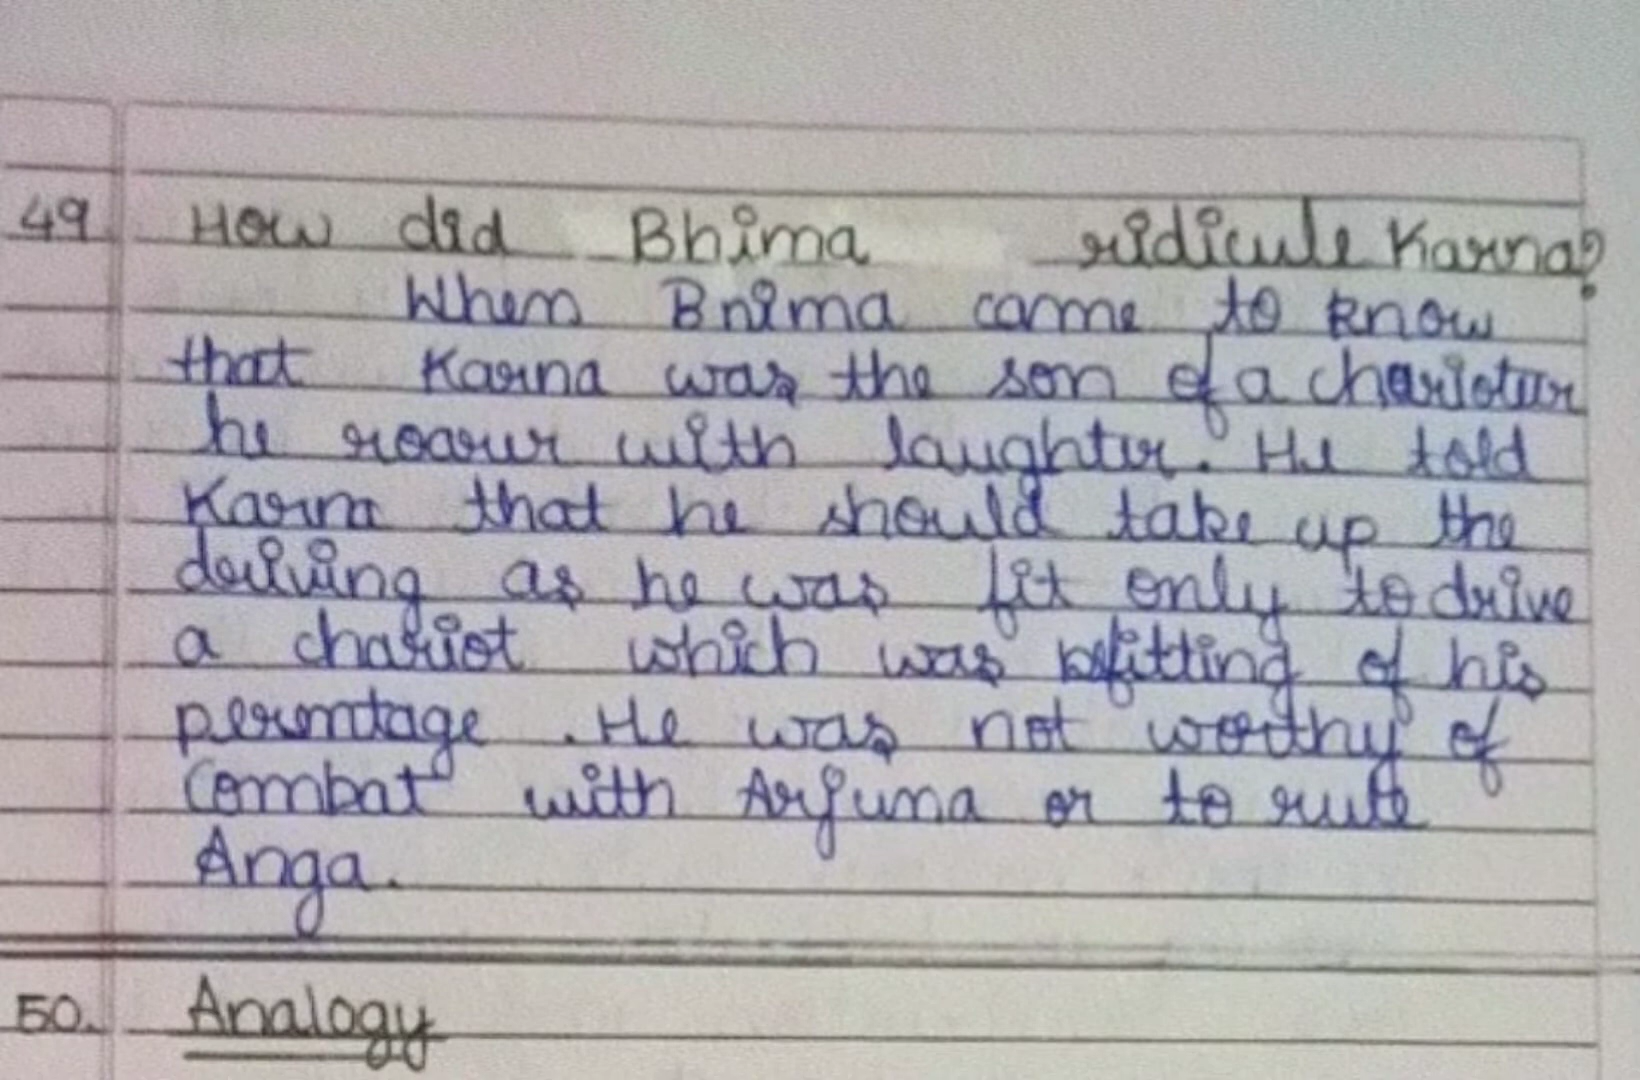 49 How did Bhima ridicule Karna?
When Bnima came to know
that Karna was the son of a charioteer
he roarer with laughter. He told
Karna that he should take up the
driving as he was fit only to drive
a chariot which was befitting of his
perentage. He was not worthy of
Combat with Arjuna or to rule
Anga.
50. Analogy